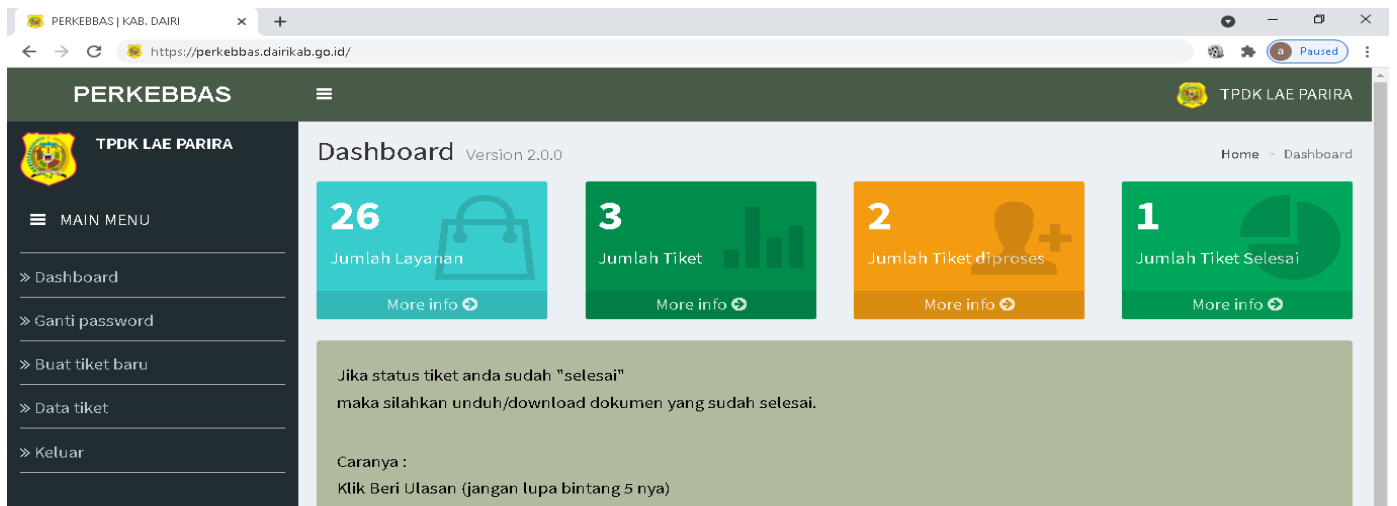 PERKEBBAS | KAB. DAIRI
https://perkebbas.dairikab.go.id/
a Paused
PERKEBBAS
TPDK LAE PARIRA
TPDK LAE PARIRA
MAIN MENU
» Dashboard
» Ganti password
» Buat tiket baru
» Data tiket
» Keluar
Dashboard Version 2.0.0
Home > Dashboard
26
Jumlah Layanan
More info
3
Jumlah Tiket
More info
2
Jumlah Tiket diproses
More info
1
Jumlah Tiket Selesai
More info
Jika status tiket anda sudah "selesai"
maka silahkan unduh/download dokumen yang sudah selesai.
Caranya :
Klik Beri Ulasan (jangan lupa bintang 5 nya)